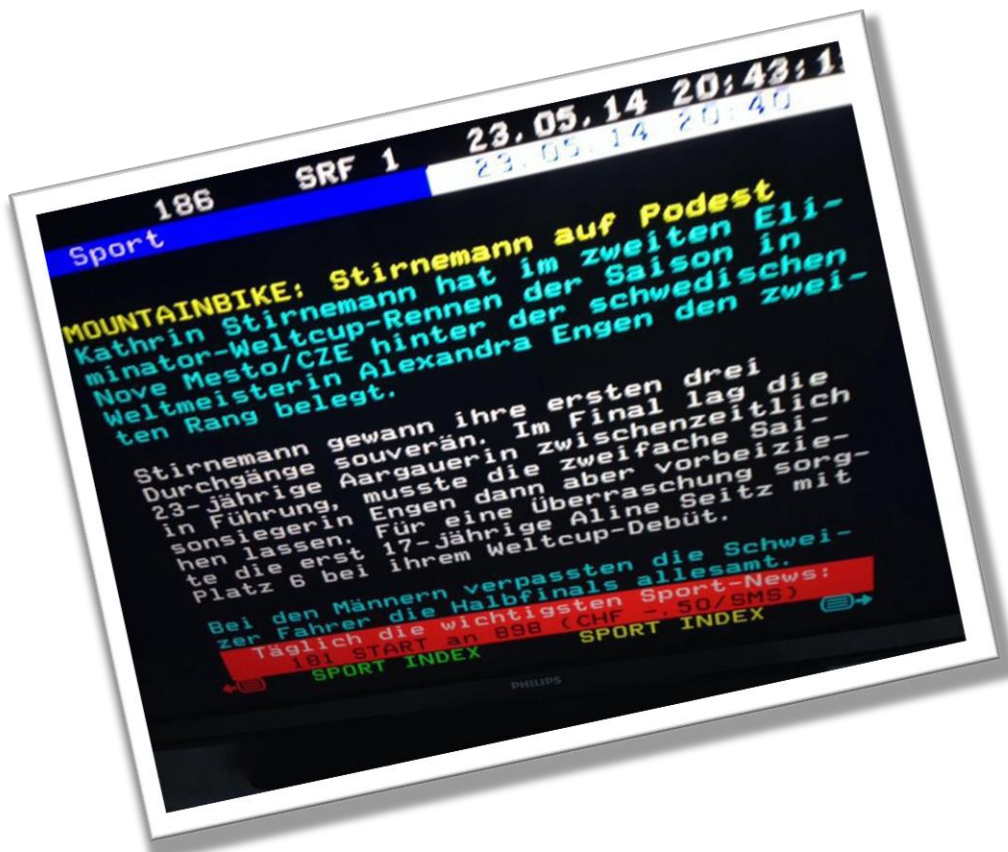 186 SRF 1 23.05.14 20:43:1
Sport 23.05.14 20:40
MOUNTAINBIKE: Stirnemann auf Podest
Kathrin Stirnemann hat im zweiten Eli-
minator-Weltcup-Rennen der Saison in
Nove Mesto/CZE hinter der schwedischen
Weltmeisterin Alexandra Engen den zwei-
ten Rang belegt.
Stirnemann gewann ihre ersten drei
Durchgänge souverän. Im Final lag die
23-jährige Aargauerin zwischenzeitlich
in Führung, musste die zweifache Sai-
sonsiegerin Engen dann aber vorbeizie-
hen lassen. Für eine Überraschung sorg-
te die erst 17-jährige Aline Seitz mit
Platz 6 bei ihrem Weltcup-Debüt.
Bei den Männern verpassten die Schwei-
zer Fahrer die Halbfinals allesamt.
Täglich die wichtigsten Sport-News:
181 START an 898 (CHF -.50/SMS)
SPORT INDEX SPORT INDEX
PHILIPS